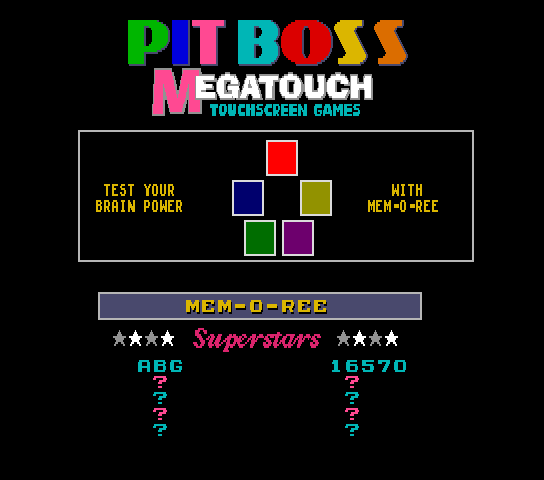 PIT BOSS
MEGATOUCH
TOUCHSCREEN GAMES
TEST YOUR
BRAIN POWER
WITH
MEM-O-REE
MEM-O-REE
Superstars
ABG 16570
? ?
? ?
? ?
? ?